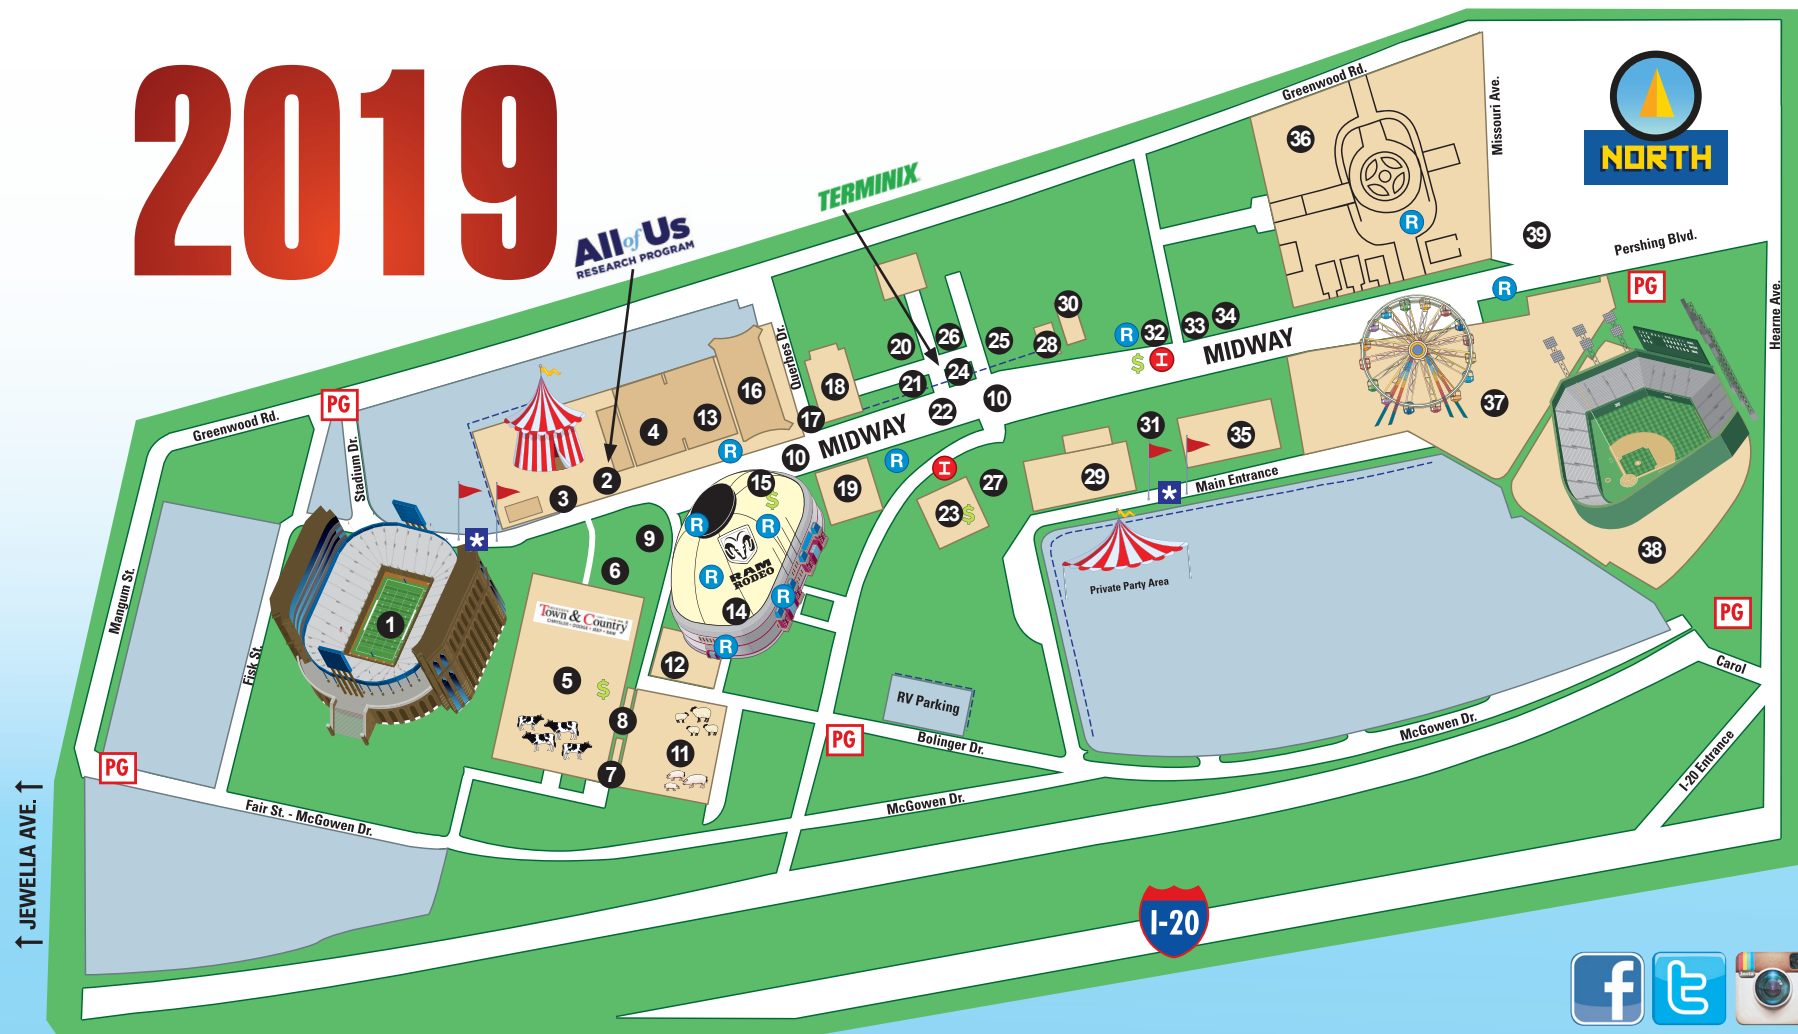 2019
All of Us
RESEARCH PROGRAM
TERMINIX
Greenwood Rd.
Missouri Ave.
NORTH
36
R
39
Pershing Blvd.
PG
R
Hearne Ave.
30
20
26
25
28
R
32
33
34
$
I
MIDWAY
Querbes Dr.
16
18
21
24
22
10
37
PG
Greenwood Rd.
Stadium Dr.
4
13
17
MIDWAY
31
35
R
10
R
I
29
Main Entrance
*
3
2
15
$
19
27
23
$
*
9
R
R
RAM
RODEO
38
6
R
R
14
R
Private Party Area
Mangum St.
Fisk St.
1
Town & Country
CHRYSLER • DODGE • JEEP • RAM
12
PG
Carol
5
$
8
11
7
RV Parking
PG
Bolinger Dr.
McGowen Dr.
I-20 Entrance
PG
Fair St. - McGowen Dr.
McGowen Dr.
JEWELLA AVE.
I-20
f
t